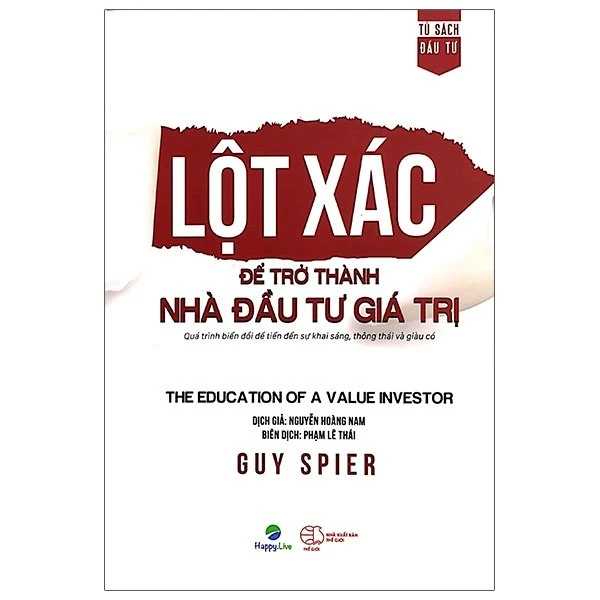 TỦ SÁCH
ĐẦU TƯ
LỘT XÁC
ĐỂ TRỞ THÀNH
NHÀ ĐẦU TƯ GIÁ TRỊ
Quá trình biến đổi để tiến đến sự khai sáng, thông thái và giàu có
THE EDUCATION OF A VALUE INVESTOR
DỊCH GIẢ: NGUYỄN HOÀNG NAM
BIÊN DỊCH: PHẠM LÊ THÁI
GUY SPIER
Happy.Live
NHÀ XUẤT BẢN
THẾ GIỚI
THẾ GIỚI